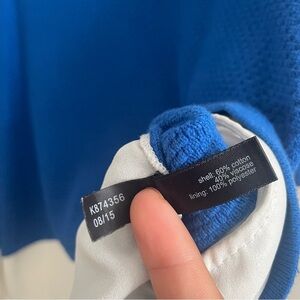 K874356
08/15
shell: 60% cotton
40% viscose
lining: 100% polyester